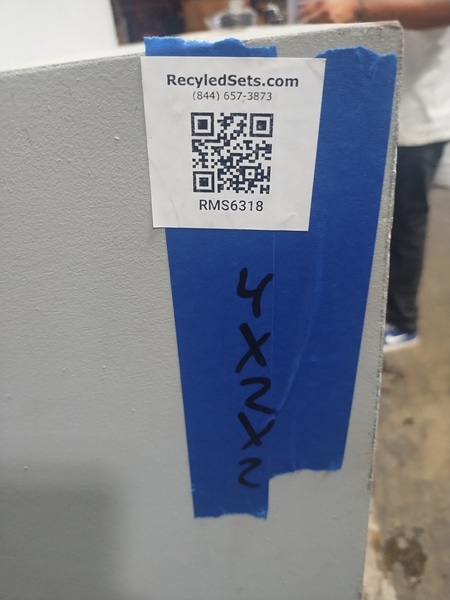 RecyledSets.com
(844) 657-3873
RMS6318
4x2x2